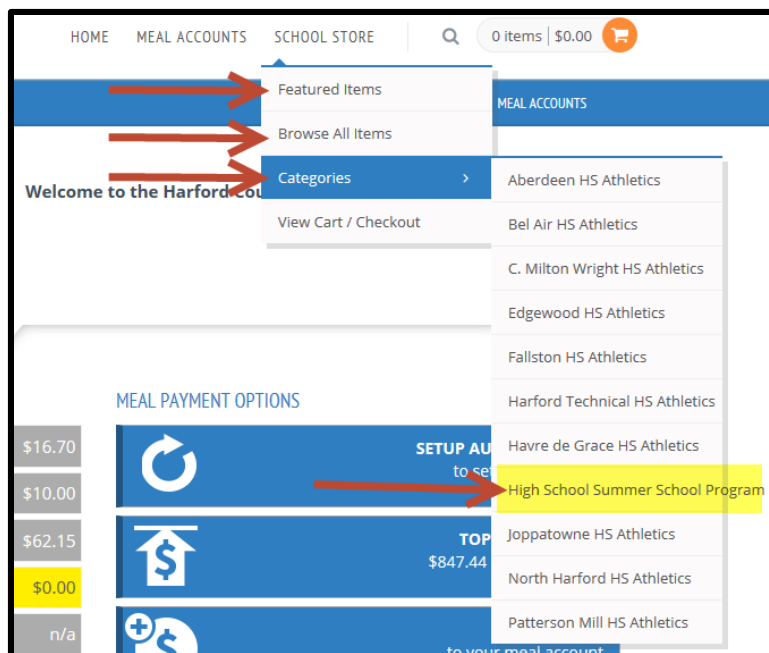 HOME MEAL ACCOUNTS SCHOOL STORE 0 items $0.00
Featured Items
MEAL ACCOUNTS
Browse All Items
Categories
Welcome to the Harford
View Cart / Checkout
Aberdeen HS Athletics
Bel Air HS Athletics
C. Milton Wright HS Athletics
Edgewood HS Athletics
Fallston HS Athletics
Harford Technical HS Athletics
Havre de Grace HS Athletics
High School Summer School Program
Joppatowne HS Athletics
North Harford HS Athletics
Patterson Mill HS Athletics
MEAL PAYMENT OPTIONS
$16.70
$10.00
$62.15
$0.00
n/a
SETUP AU
to se
TOP
$847.44
to your meal account